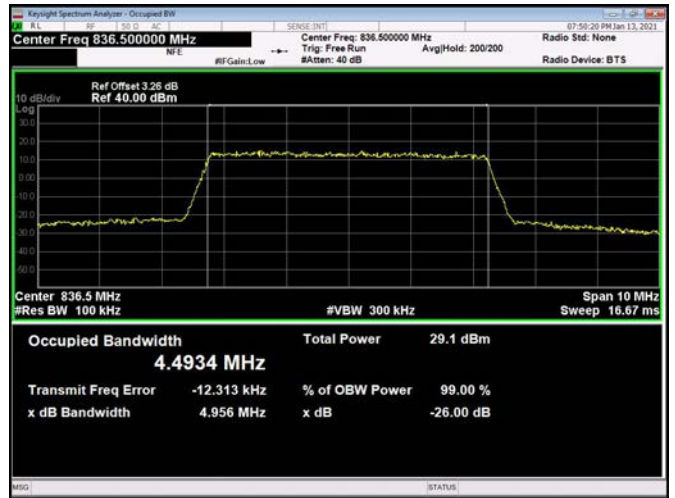 Keysight Spectrum Analyzer - Occupied BW
RL RF 50 Ω AC SENSE:INT 07:50:20 PM Jan 13, 2021
Center Freq 836.500000 MHz Center Freq: 836.500000 MHz Radio Std: None
NFE Trig: Free Run Avg|Hold: 200/200
#IFGain:Low #Atten: 40 dB Radio Device: BTS
Ref Offset 3.26 dB
10 dB/div Ref 40.00 dBm
Log
30.0
20.0
10.0
0.00
-10.0
-20.0
-30.0
-40.0
-50.0
Center 836.5 MHz Span 10 MHz
#Res BW 100 kHz #VBW 300 kHz Sweep 16.67 ms
Occupied Bandwidth Total Power 29.1 dBm
4.4934 MHz
Transmit Freq Error -12.313 kHz % of OBW Power 99.00 %
x dB Bandwidth 4.956 MHz x dB -26.00 dB
MSG STATUS